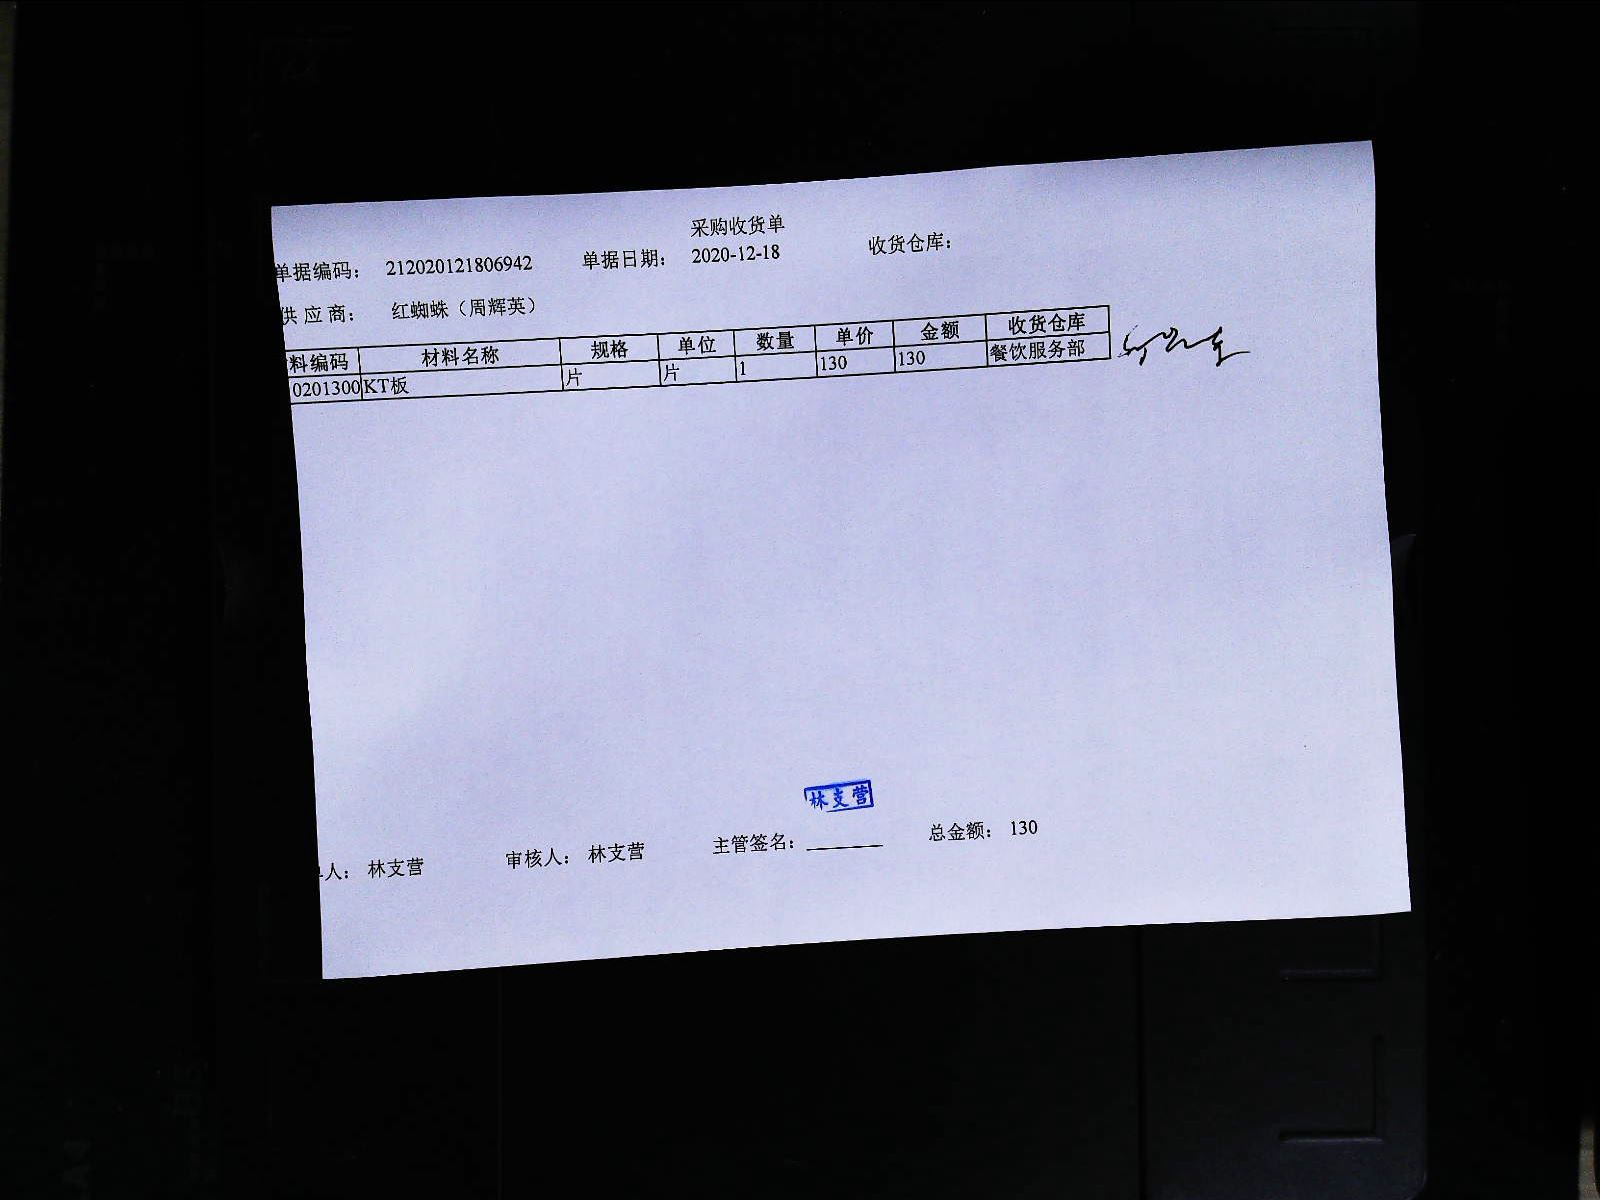 采购收货单
单据编码： 212020121806942 单据日期： 2020-12-18 收货仓库：
供应商： 红蜘蛛（周辉英）
料编码 材料名称 规格 单位 数量 单价 金额 收货仓库
0201300 KT板 片 片 1 130 130 餐饮服务部
林支营
人： 林支营 审核人： 林支营 主管签名： 总金额： 130